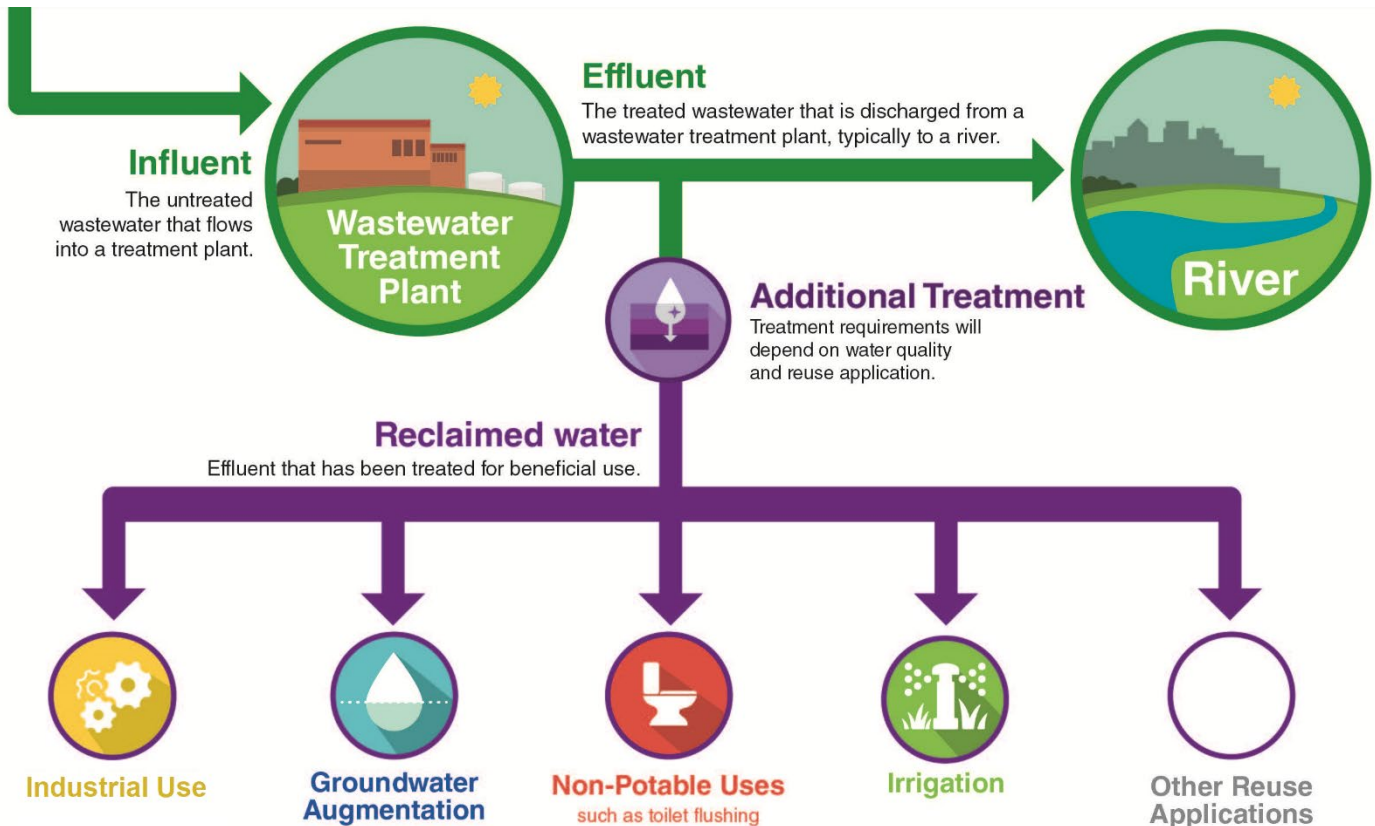 Effluent
The treated wastewater that is discharged from a
wastewater treatment plant, typically to a river.
Influent
The untreated
wastewater that flows
into a treatment plant.
Wastewater
Treatment
Plant
River
Additional Treatment
Treatment requirements will
depend on water quality
and reuse application.
Reclaimed water
Effluent that has been treated for beneficial use.
Industrial Use
Groundwater
Augmentation
Non-Potable Uses
such as toilet flushing
Irrigation
Other Reuse
Applications